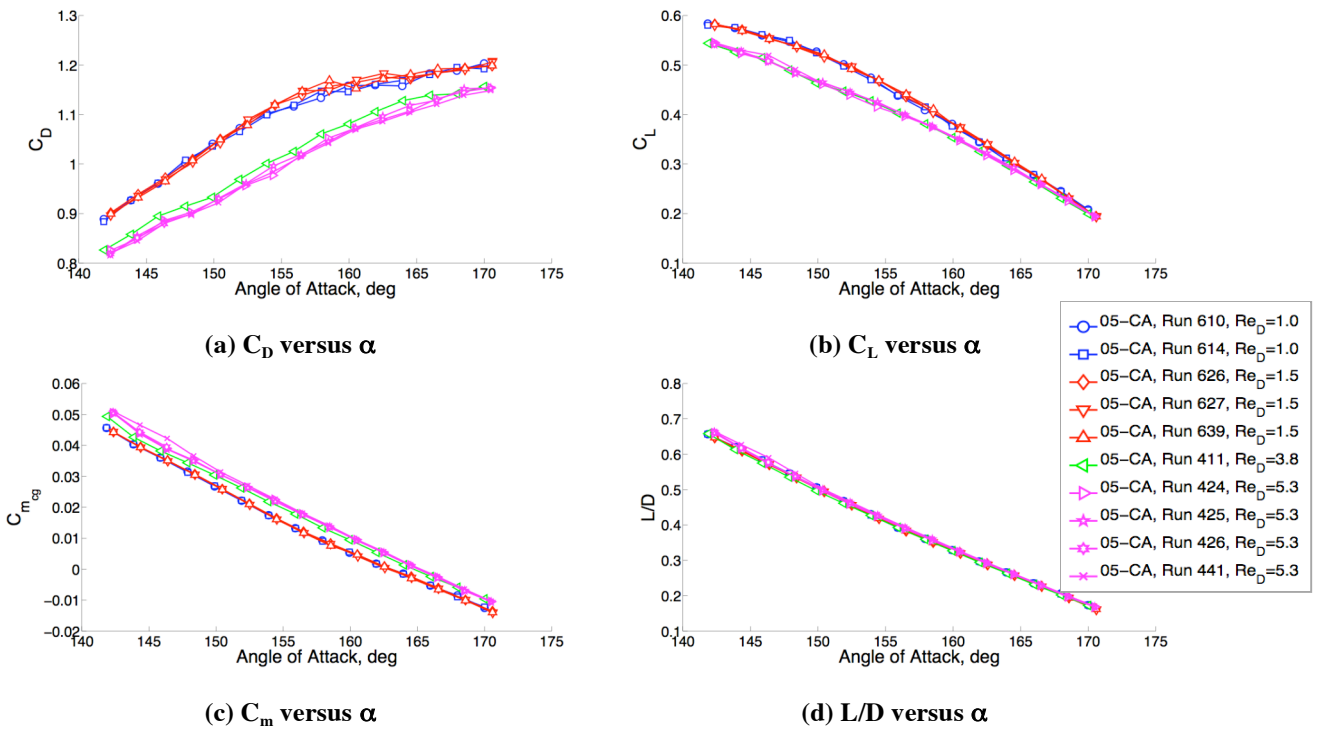 1.3
1.2
1.1
1
0.9
0.8
C_D
140 145 150 155 160 165 170 175
Angle of Attack, deg
(a) C_D versus α
0.6
0.5
0.4
0.3
0.2
0.1
C_L
140 145 150 155 160 165 170 175
Angle of Attack, deg
(b) C_L versus α
05-CA, Run 610, Re_D=1.0
05-CA, Run 614, Re_D=1.0
05-CA, Run 626, Re_D=1.5
05-CA, Run 627, Re_D=1.5
05-CA, Run 639, Re_D=1.5
05-CA, Run 411, Re_D=3.8
05-CA, Run 424, Re_D=5.3
05-CA, Run 425, Re_D=5.3
05-CA, Run 426, Re_D=5.3
05-CA, Run 441, Re_D=5.3
0.06
0.05
0.04
0.03
0.02
0.01
0
−0.01
−0.02
C_m_cg
140 145 150 155 160 165 170 175
Angle of Attack, deg
(c) C_m versus α
0.8
0.7
0.6
0.5
0.4
0.3
0.2
0.1
L/D
140 145 150 155 160 165 170 175
Angle of Attack, deg
(d) L/D versus α